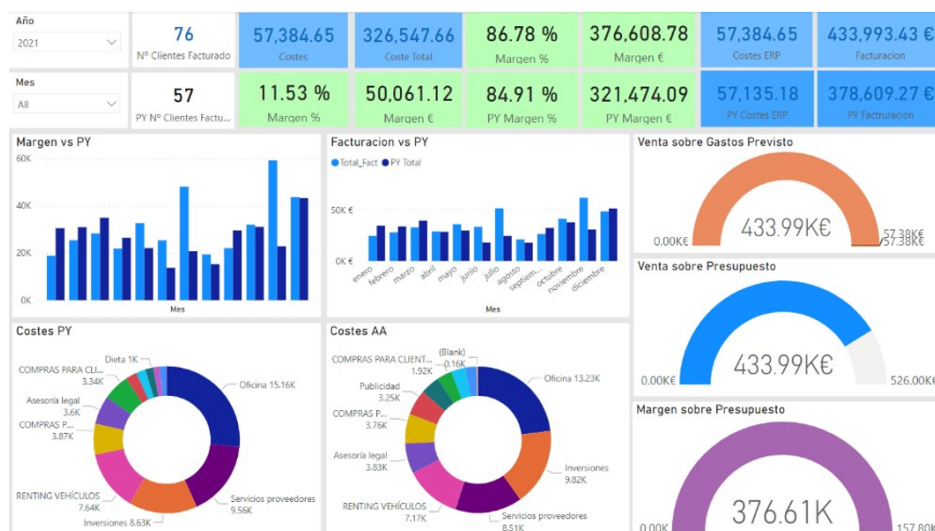 Año
2021
Mes
All
76
Nº Clientes Facturado
57,384.65
Costes
326,547.66
Coste Total
86.78 %
Margen %
376,608.78
Margen €
57,384.65
Costes ERP
433,993.43 €
Facturacion
57
PY Nº Clientes Factu...
11.53 %
Margen %
50,061.12
Margen €
84.91 %
PY Margen %
321,474.09
PY Margen €
57,135.18
PY Costes ERP
378,609.27 €
PY Factruracion
Margen vs PY
60K
40K
20K
0K
Mes
Facturacion vs PY
Total_Fact PY Total
50K €
0K €
enero
febrero
marzo
abril
mayo
junio
julio
agosto
septiem...
octubre
noviembre
diciembre
Mes
Venta sobre Gastos Previsto
433.99K€
0.00K€
57.38K€
57.38K€
Venta sobre Presupuesto
433.99K€
0.00K€
526.00K€
Costes PY
Dieta 1K
COMPRAS PARA CLI...
3.34K
Asesoría legal
3.6K
COMPRAS P...
3.87K
RENTING VEHÍCULOS
7.64K
Inversiones 8.63K
Servicios proveedores
9.56K
Oficina 15.16K
Costes AA
(Blank)
0.16K
COMPRAS PARA CLIENT...
1.92K
Publicidad
3.25K
COMPRAS P...
3.76K
Asesoría legal
3.83K
RENTING VEHÍCULOS
7.17K
Servicios proveedores
8.51K
Inversiones
9.82K
Oficina 13.23K
Margen sobre Presupuesto
376.61K
0.00K
157.80K